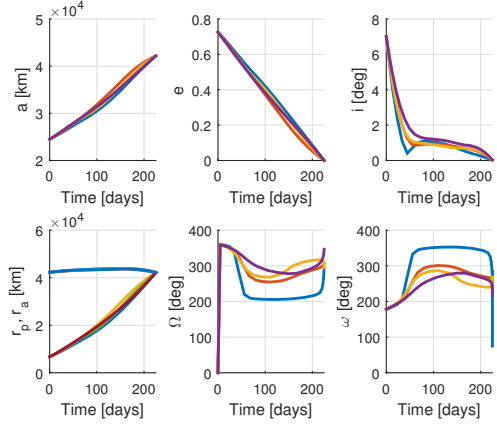 × 10⁴
4
3
2
a [km]
0 100 200
Time [days]
0.8
0.6
0.4
0.2
0
e
0 100 200
Time [days]
8
6
4
2
0
i [deg]
0 100 200
Time [days]
6 × 10⁴
4
2
0
r_p, r_a [km]
0 100 200
Time [days]
400
300
200
100
0
Ω [deg]
0 100 200
Time [days]
400
300
200
100
0
ω [deg]
0 100 200
Time [days]